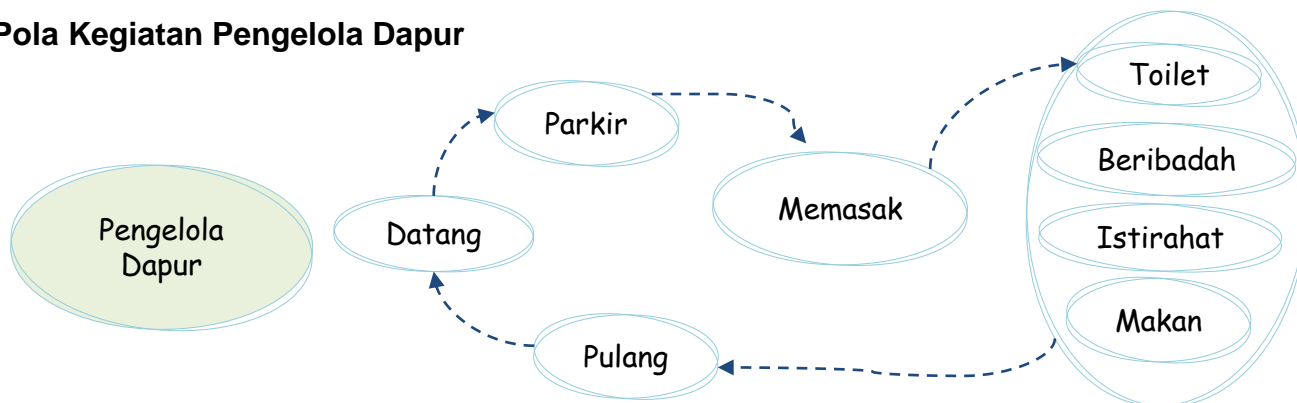 Pola Kegiatan Pengelola Dapur
Pengelola
Dapur
Datang
Parkir
Memasak
Toilet
Beribadah
Istirahat
Makan
Pulang